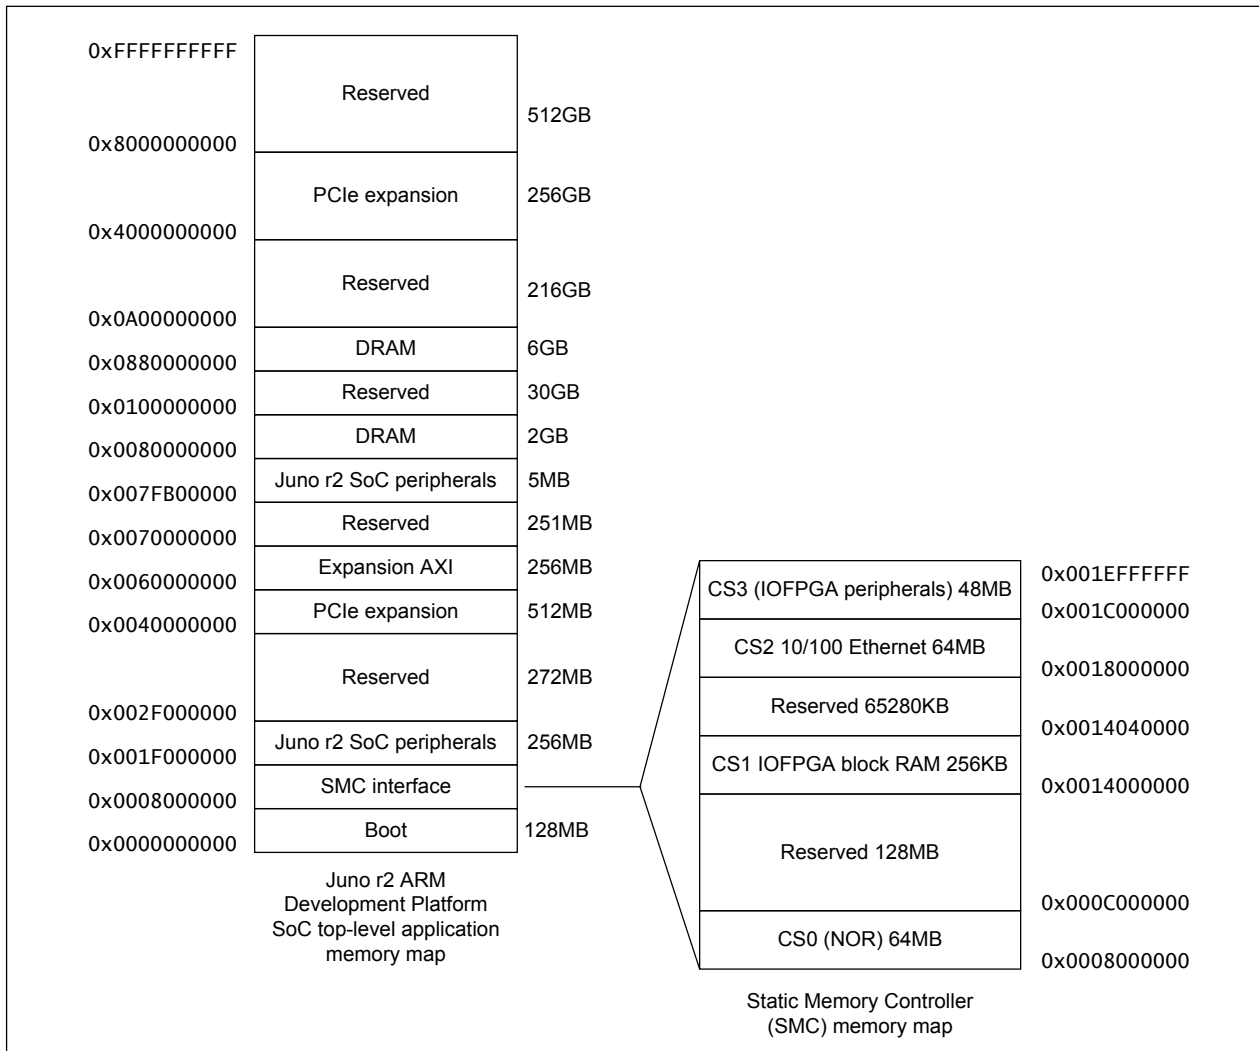 0xFFFFFFFFFF
Reserved
512GB
0x8000000000
PCIe expansion
256GB
0x4000000000
Reserved
216GB
0x0A00000000
DRAM
6GB
0x0880000000
Reserved
30GB
0x0100000000
DRAM
2GB
0x0080000000
Juno r2 SoC peripherals
5MB
0x007FB00000
Reserved
251MB
0x0070000000
Expansion AXI
256MB
0x0060000000
PCIe expansion
512MB
0x0040000000
Reserved
272MB
0x002F000000
Juno r2 SoC peripherals
256MB
0x001F000000
SMC interface
0x0008000000
Boot
128MB
0x0000000000
Juno r2 ARM
Development Platform
SoC top-level application
memory map
0x001EFFFFFF
CS3 (IOFPGA peripherals) 48MB
0x001C000000
CS2 10/100 Ethernet 64MB
0x0018000000
Reserved 65280KB
0x0014040000
CS1 IOFPGA block RAM 256KB
0x0014000000
Reserved 128MB
0x000C000000
CS0 (NOR) 64MB
0x0008000000
Static Memory Controller
(SMC) memory map